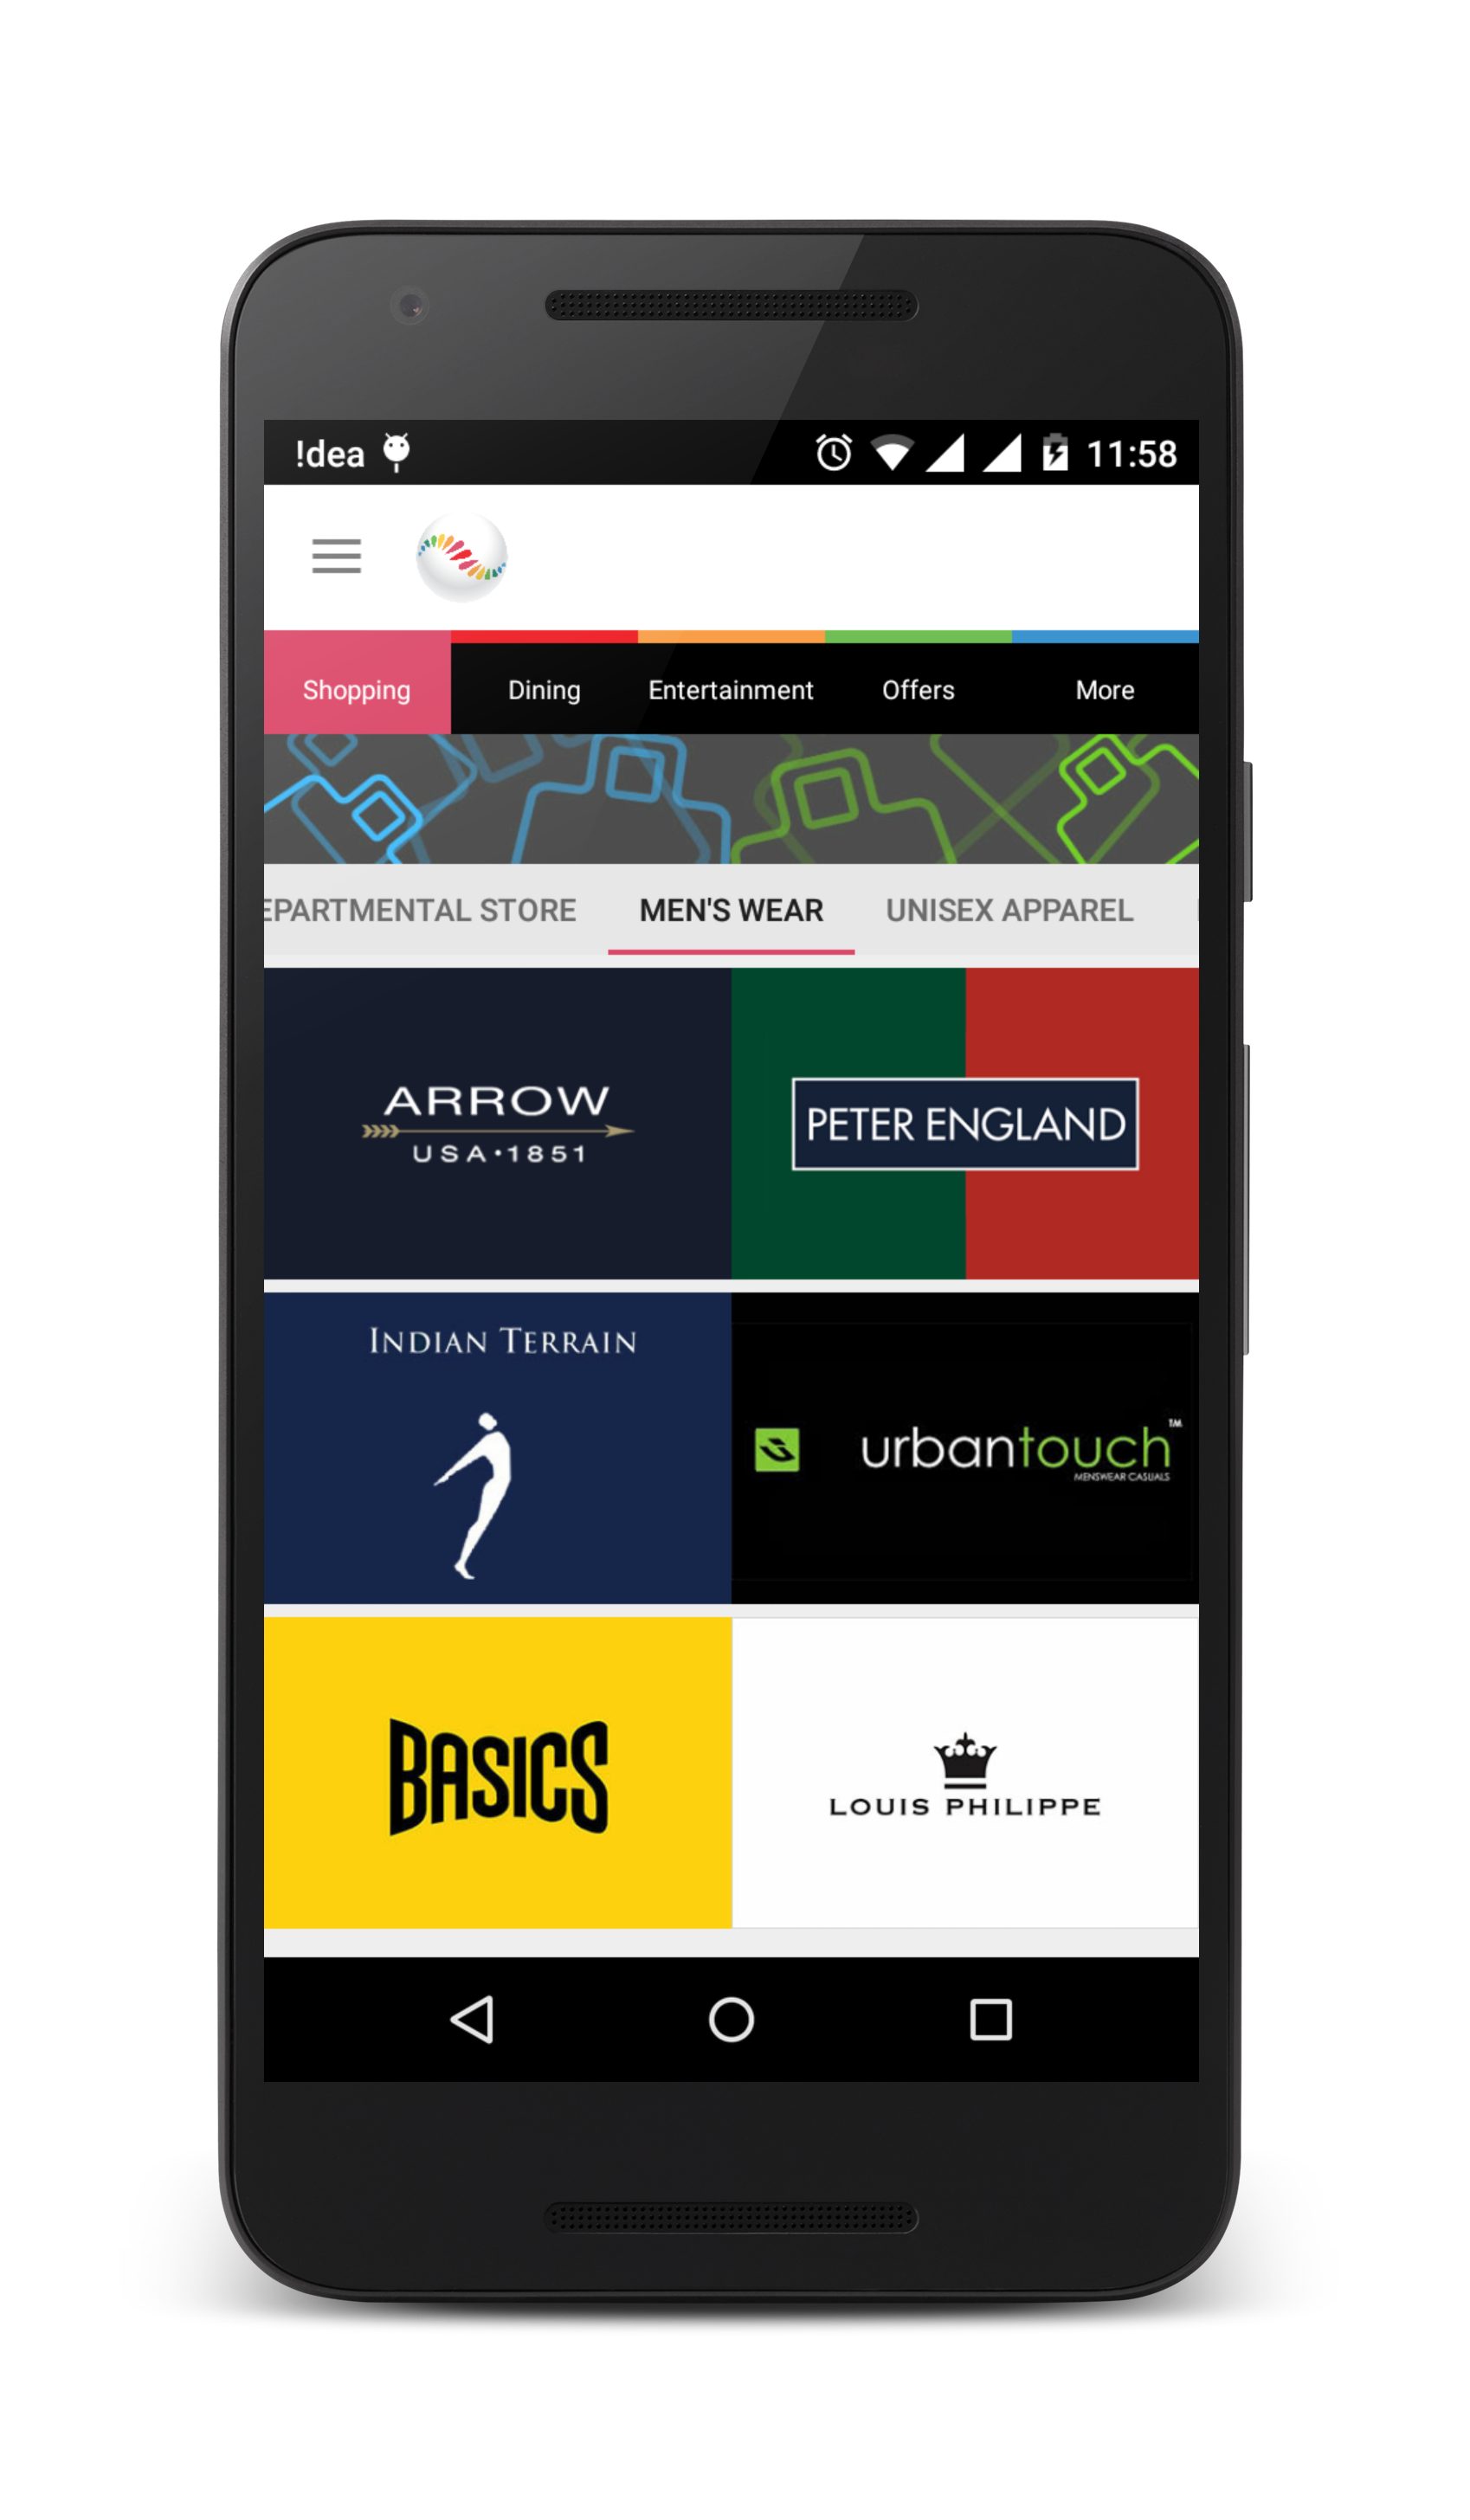 !dea 11:58
Shopping Dining Entertainment Offers More
EPARTMENTAL STORE MEN'S WEAR UNISEX APPAREL
ARROW
USA•1851
PETER ENGLAND
INDIAN TERRAIN
urbantouch™
MENSWEAR CASUALS
BASICS
LOUIS PHILIPPE